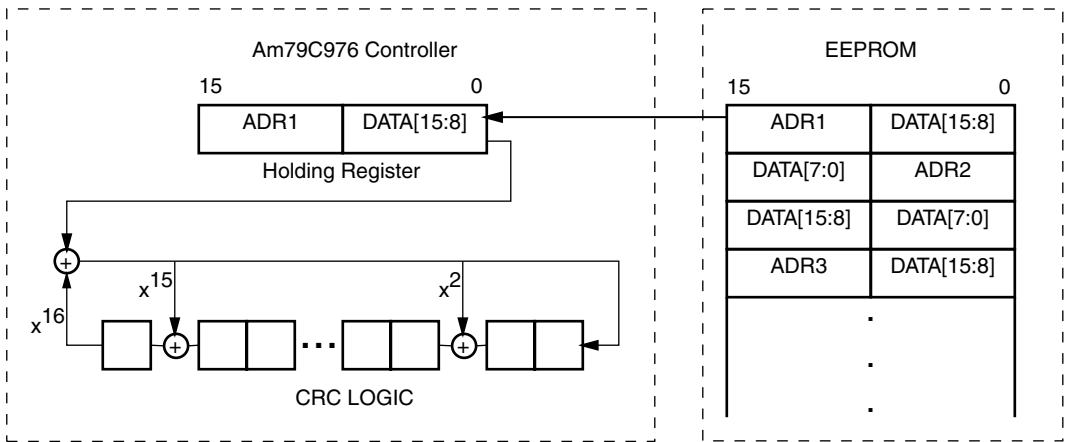 Am79C976 Controller
EEPROM
15 0
15 0
ADR1 DATA[15:8]
ADR1 DATA[15:8]
Holding Register
DATA[7:0] ADR2
DATA[15:8] DATA[7:0]
ADR3 DATA[15:8]
+
x15
x2
x16
+
+
CRC LOGIC